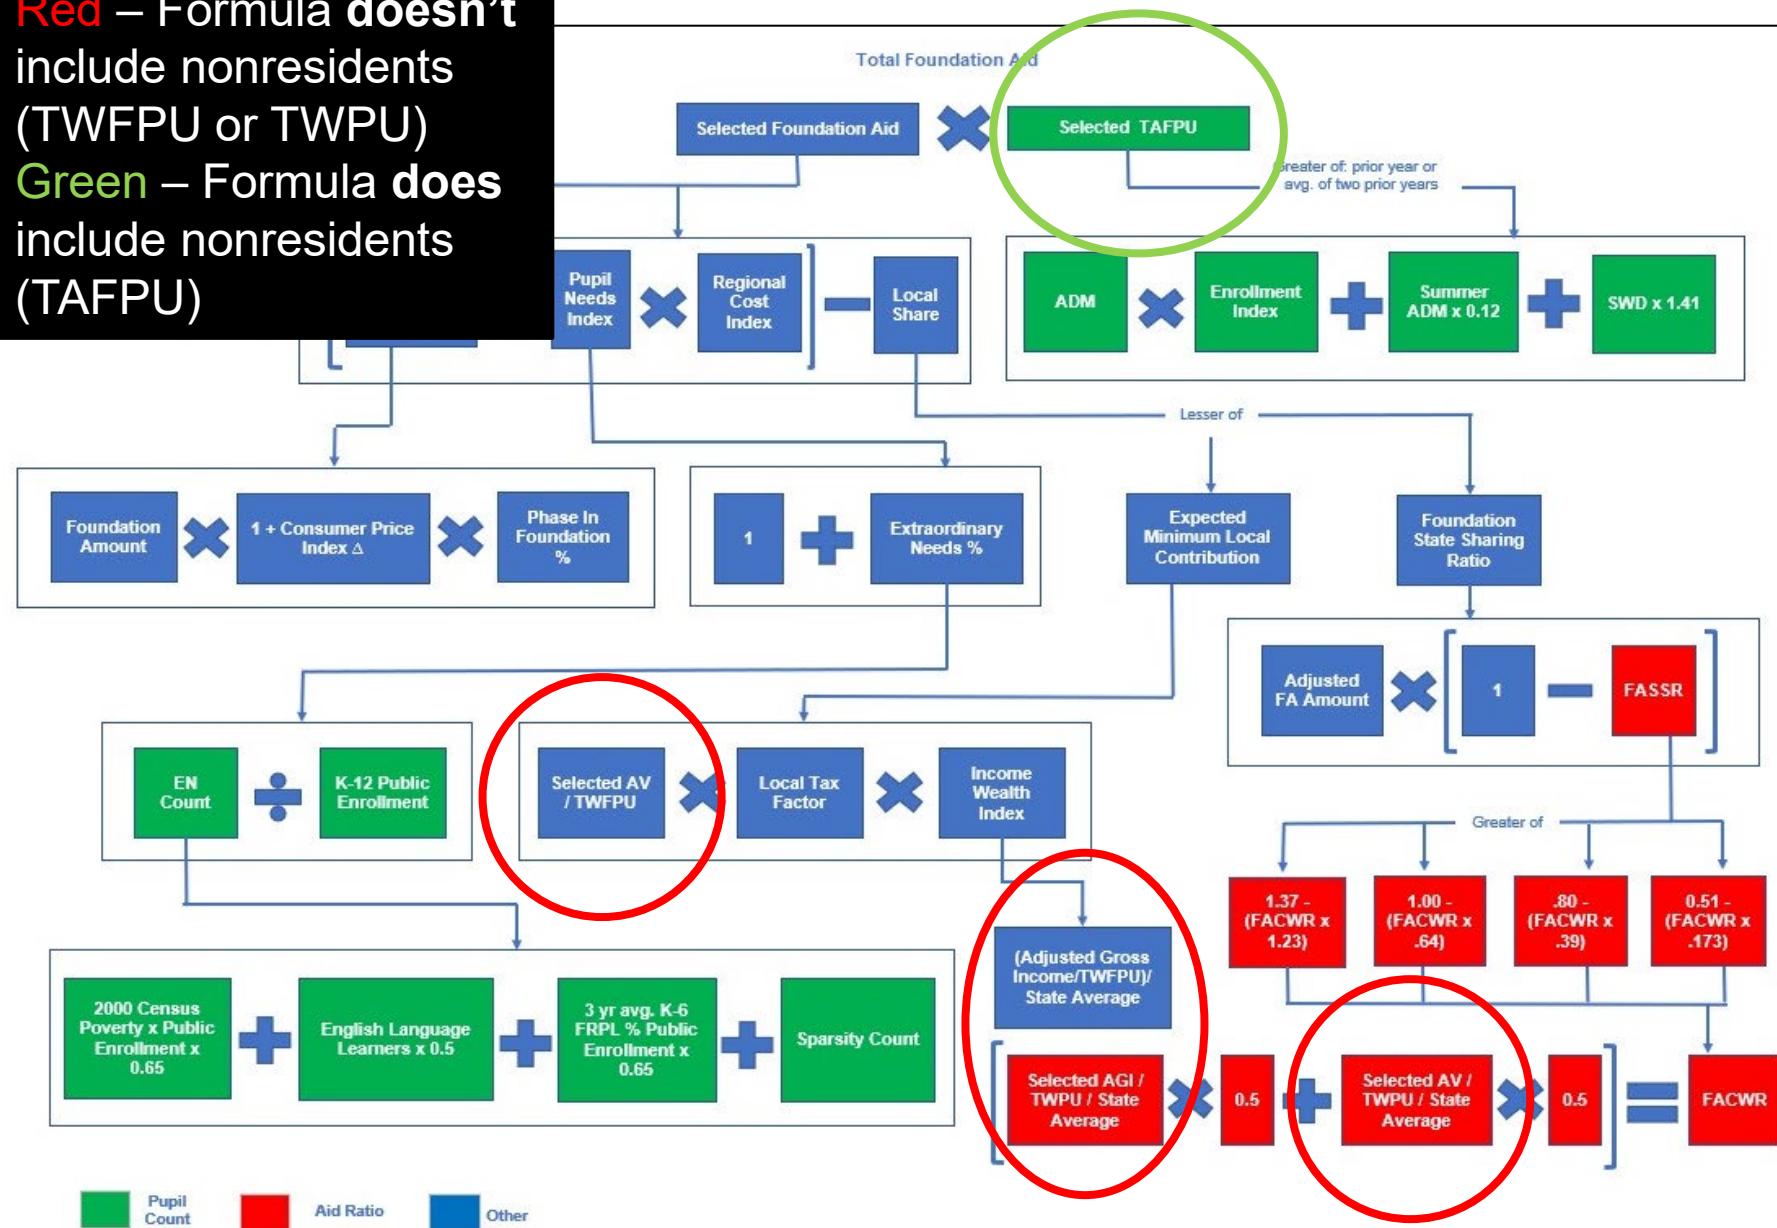 Red – Formula doesn't
include nonresidents
(TWFPU or TWPU)
Green – Formula does
include nonresidents
(TAFPU)
Total Foundation Aid
Selected Foundation Aid
Selected TAFPU
Greater of: prior year or
avg. of two prior years
Pupil
Needs
Index
Regional
Cost
Index
Local
Share
ADM
Enrollment
Index
Summer
ADM x 0.12
SWD x 1.41
Lesser of
Foundation
Amount
1 + Consumer Price
Index Δ
Phase In
Foundation
%
1
Extraordinary
Needs %
Expected
Minimum Local
Contribution
Foundation
State Sharing
Ratio
Adjusted
FA Amount
1
FASSR
EN
Count
K-12 Public
Enrollment
Selected AV
/ TWFPU
Local Tax
Factor
Income
Wealth
Index
Greater of
1.37 -
(FACWR x
1.23)
1.00 -
(FACWR x
.64)
.80 -
(FACWR x
.39)
0.51 -
(FACWR x
.173)
(Adjusted Gross
Income/TWFPU)/
State Average
2000 Census
Poverty x Public
Enrollment x
0.65
English Language
Learners x 0.5
3 yr avg. K-6
FRPL % Public
Enrollment x
0.65
Sparsity Count
Selected AGI /
TWPU / State
Average
0.5
Selected AV /
TWPU / State
Average
0.5
FACWR
Pupil
Count
Aid Ratio
Other